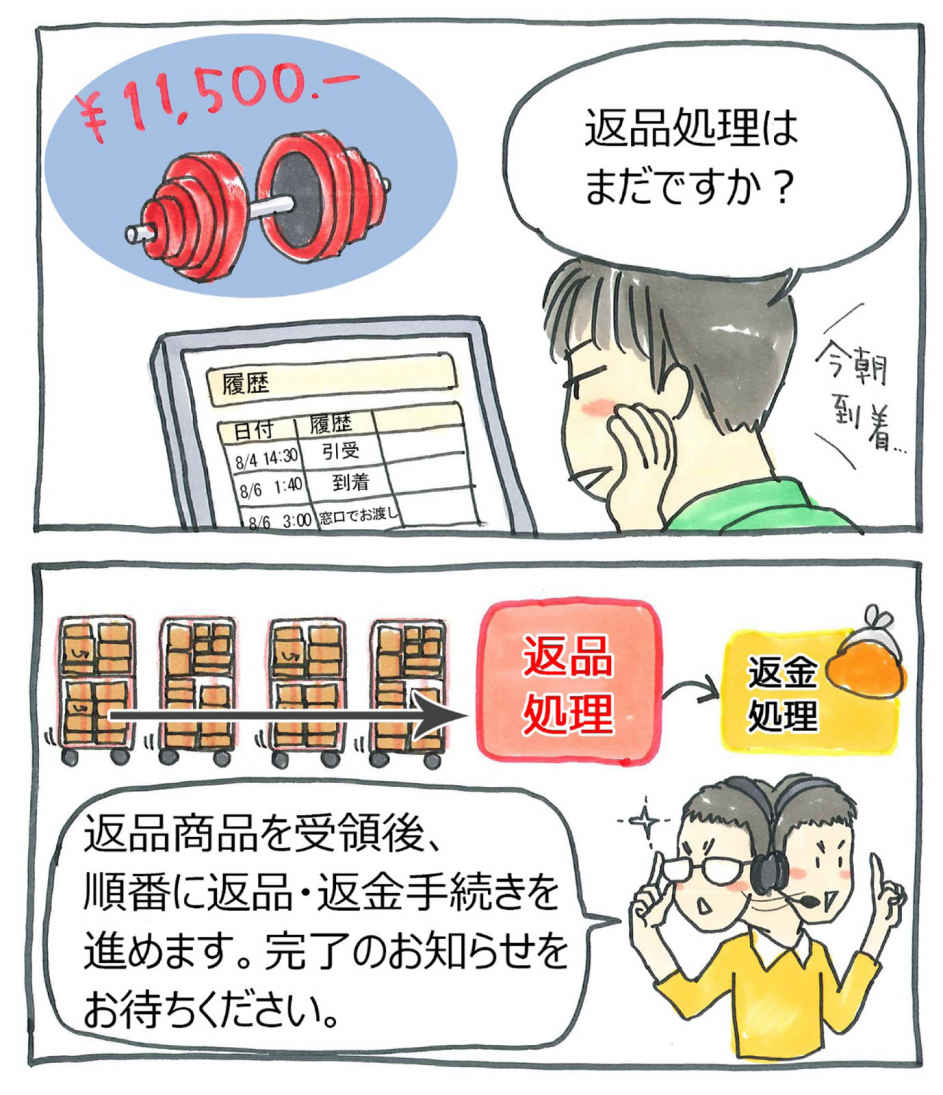 ¥11,500.-
返品処理は
まだですか？
今朝
到着…
履歴
日付 履歴
8/4 14:30 引受
8/6 1:40 到着
8/6 3:00 窓口でお渡し
返品
処理
返金
処理
返品商品を受領後、
順番に返品・返金手続きを
進めます。完了のお知らせを
お待ちください。